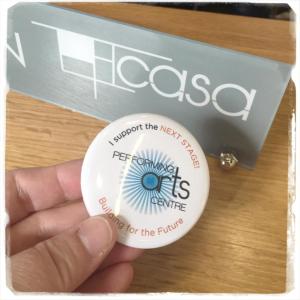 N casa
I support the NEXT STAGE!
PERFORMING
arts
CENTRE
Building for the Future